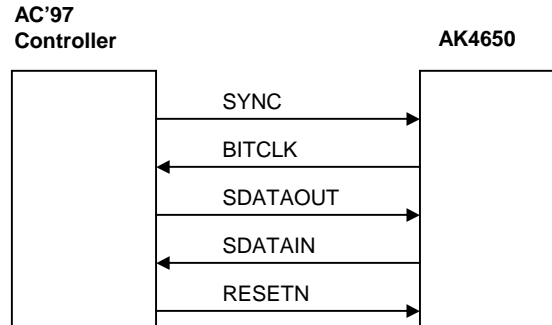 AC’97
Controller
AK4650
SYNC
BITCLK
SDATAOUT
SDATAIN
RESETN